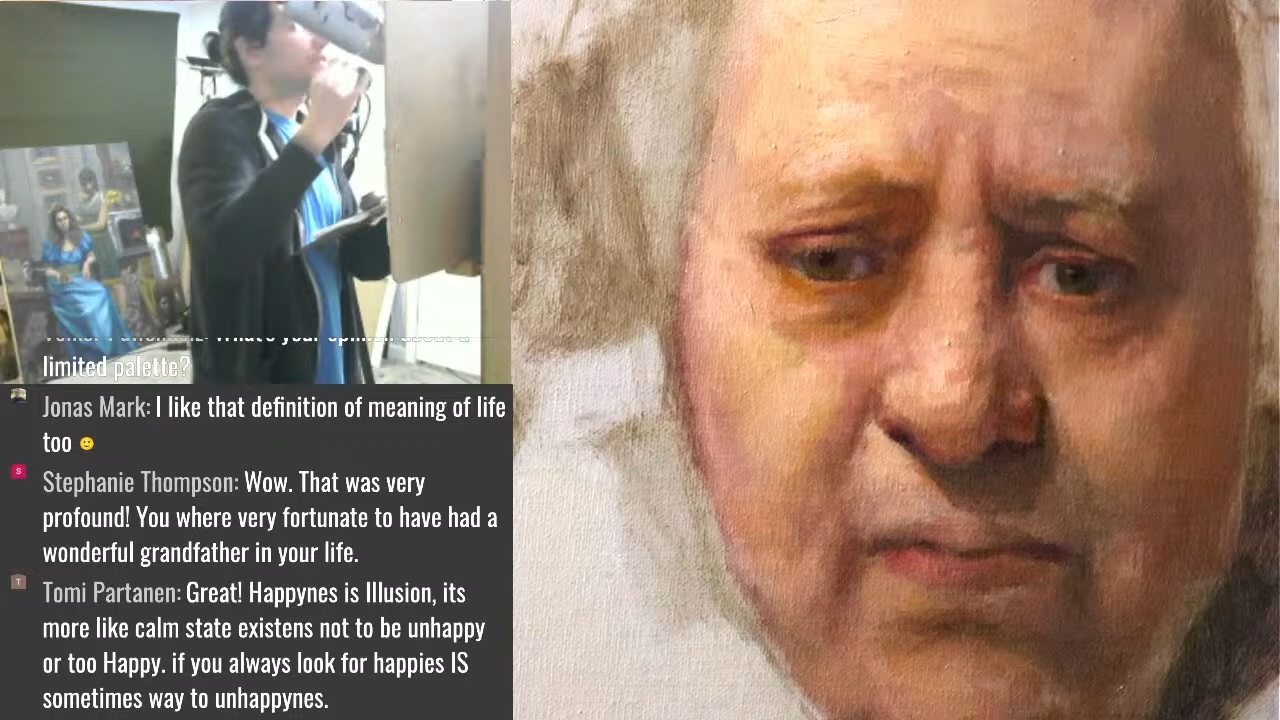 limited palette?
Jonas Mark: I like that definition of meaning of life
too 🙂
S
Stephanie Thompson: Wow. That was very
profound! You where very fortunate to have had a
wonderful grandfather in your life.
T
Tomi Partanen: Great! Happynes is Illusion, its
more like calm state existens not to be unhappy
or too Happy. if you always look for happies IS
sometimes way to unhappynes.